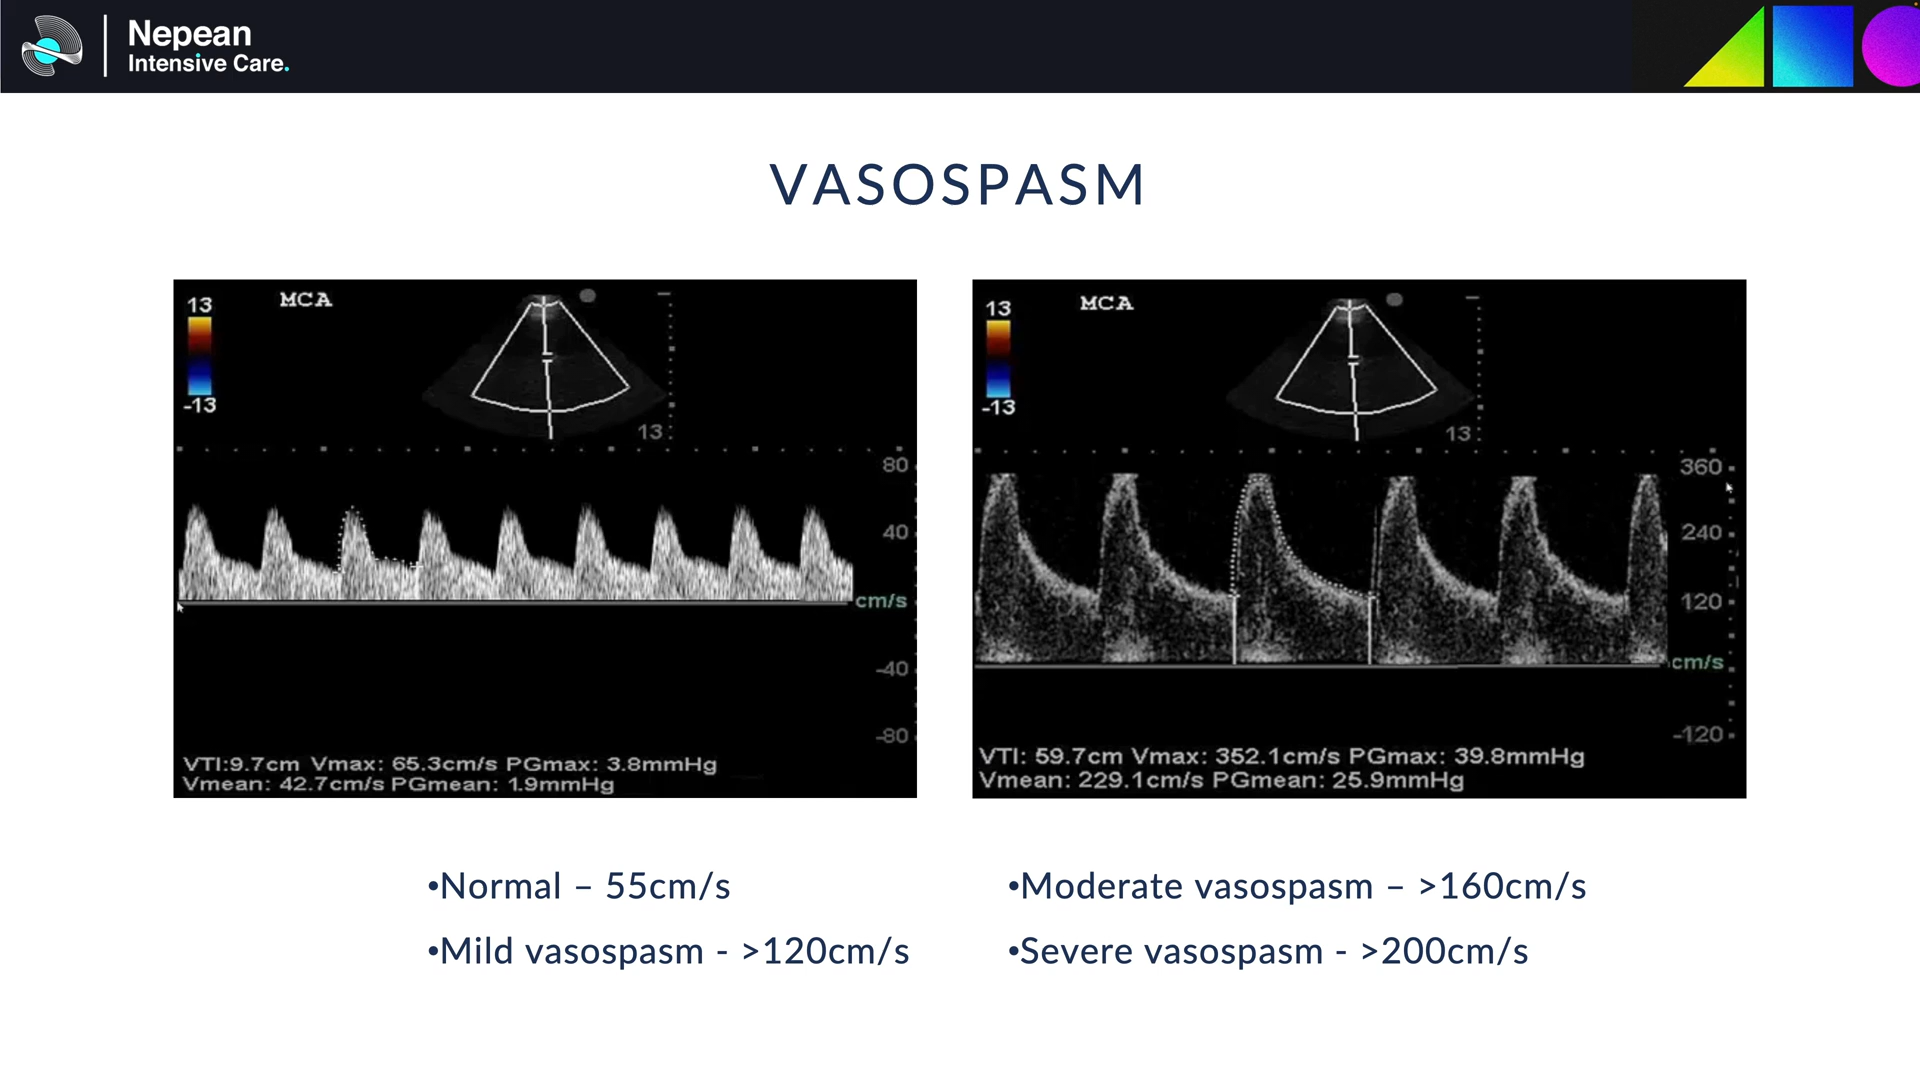 Nepean
Intensive Care.
VASOSPASM
13
MCA
-13
13
80
40
cm/s
-40
-80
VTI:9.7cm Vmax: 65.3cm/s PGmax: 3.8mmHg
Vmean: 42.7cm/s PGmean: 1.9mmHg
13
MCA
-13
13
360
240
120
cm/s
-120
VTI: 59.7cm Vmax: 352.1cm/s PGmax: 39.8mmHg
Vmean: 229.1cm/s PGmean: 25.9mmHg
•Normal – 55cm/s
•Mild vasospasm - >120cm/s
•Moderate vasospasm – >160cm/s
•Severe vasospasm - >200cm/s